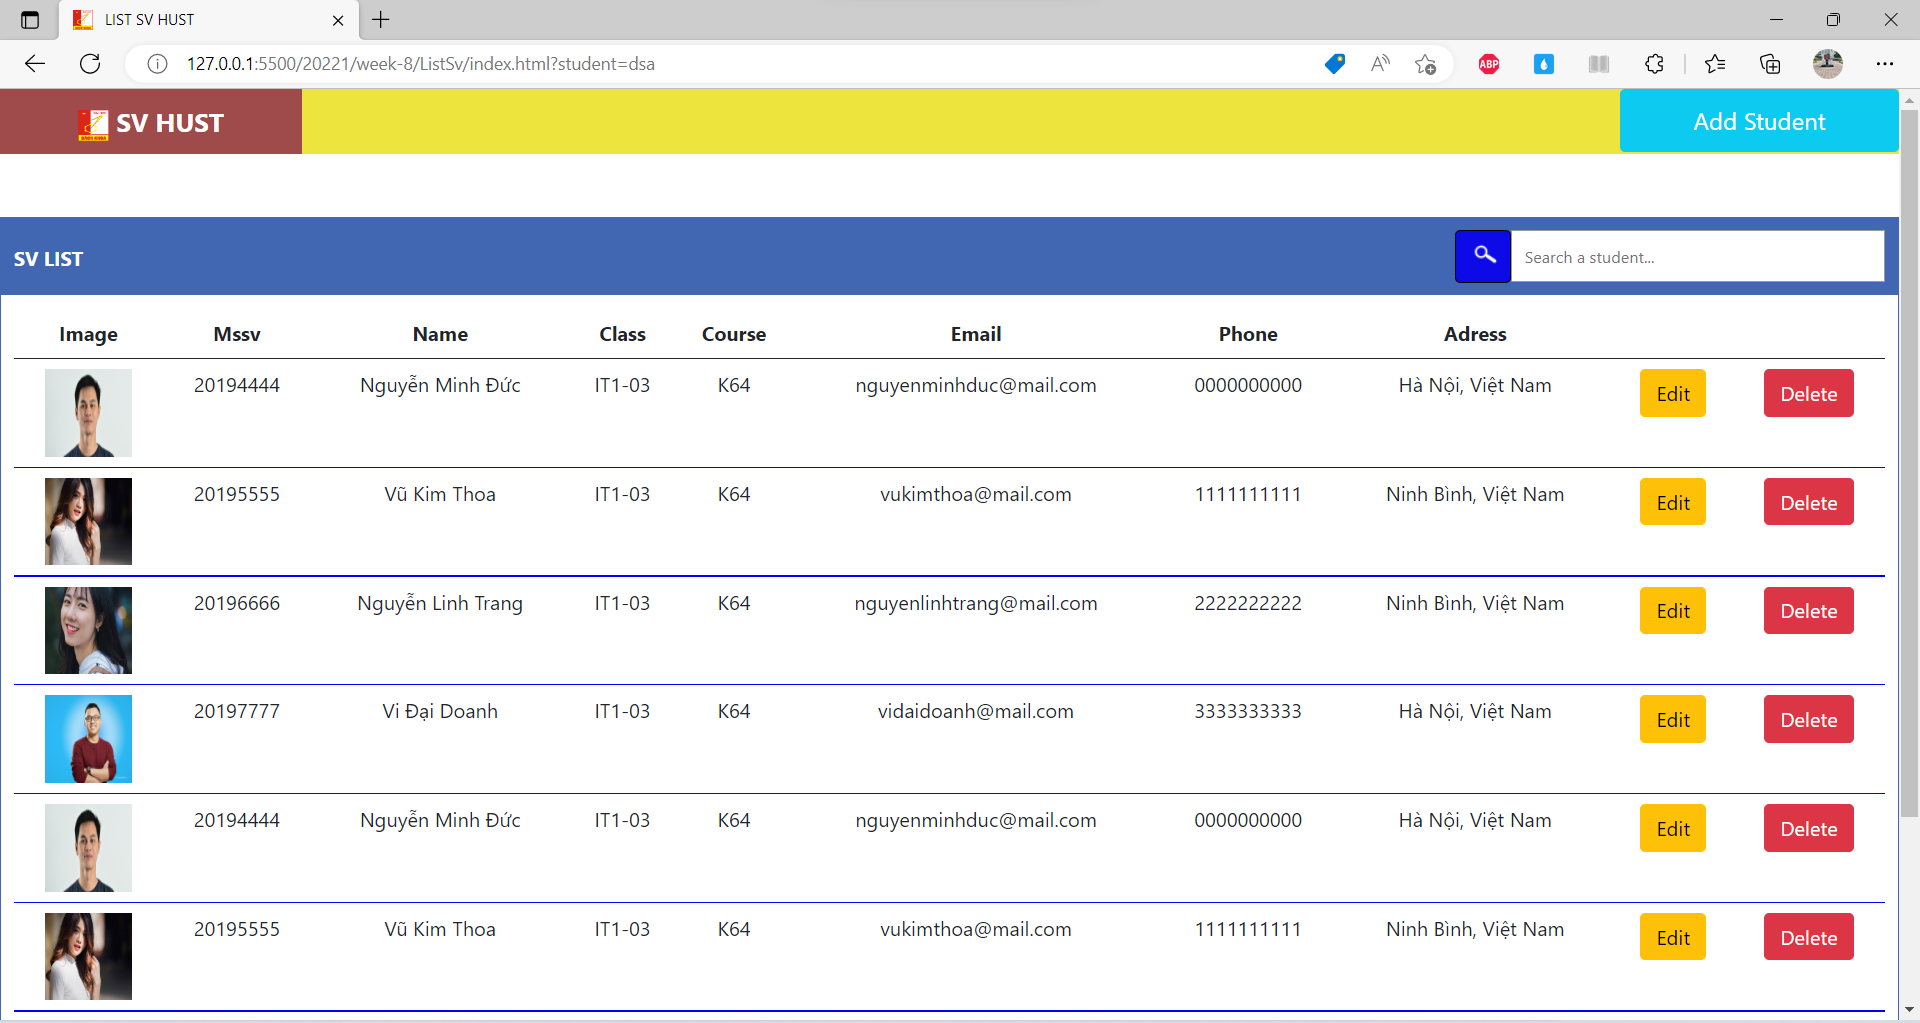 LIST SV HUST
127.0.0.1:5500/20221/week-8/ListSv/index.html?student=dsa
ABP
SV HUST
Add Student
SV LIST
Search a student...
Image Mssv Name Class Course Email Phone Adress
20194444 Nguyễn Minh Đức IT1-03 K64 nguyenminhduc@mail.com 0000000000 Hà Nội, Việt Nam Edit Delete
20195555 Vũ Kim Thoa IT1-03 K64 vukimthoa@mail.com 1111111111 Ninh Bình, Việt Nam Edit Delete
20196666 Nguyễn Linh Trang IT1-03 K64 nguyenlinhtrang@mail.com 2222222222 Ninh Bình, Việt Nam Edit Delete
20197777 Vi Đại Doanh IT1-03 K64 vidaidoanh@mail.com 3333333333 Hà Nội, Việt Nam Edit Delete
20194444 Nguyễn Minh Đức IT1-03 K64 nguyenminhduc@mail.com 0000000000 Hà Nội, Việt Nam Edit Delete
20195555 Vũ Kim Thoa IT1-03 K64 vukimthoa@mail.com 1111111111 Ninh Bình, Việt Nam Edit Delete